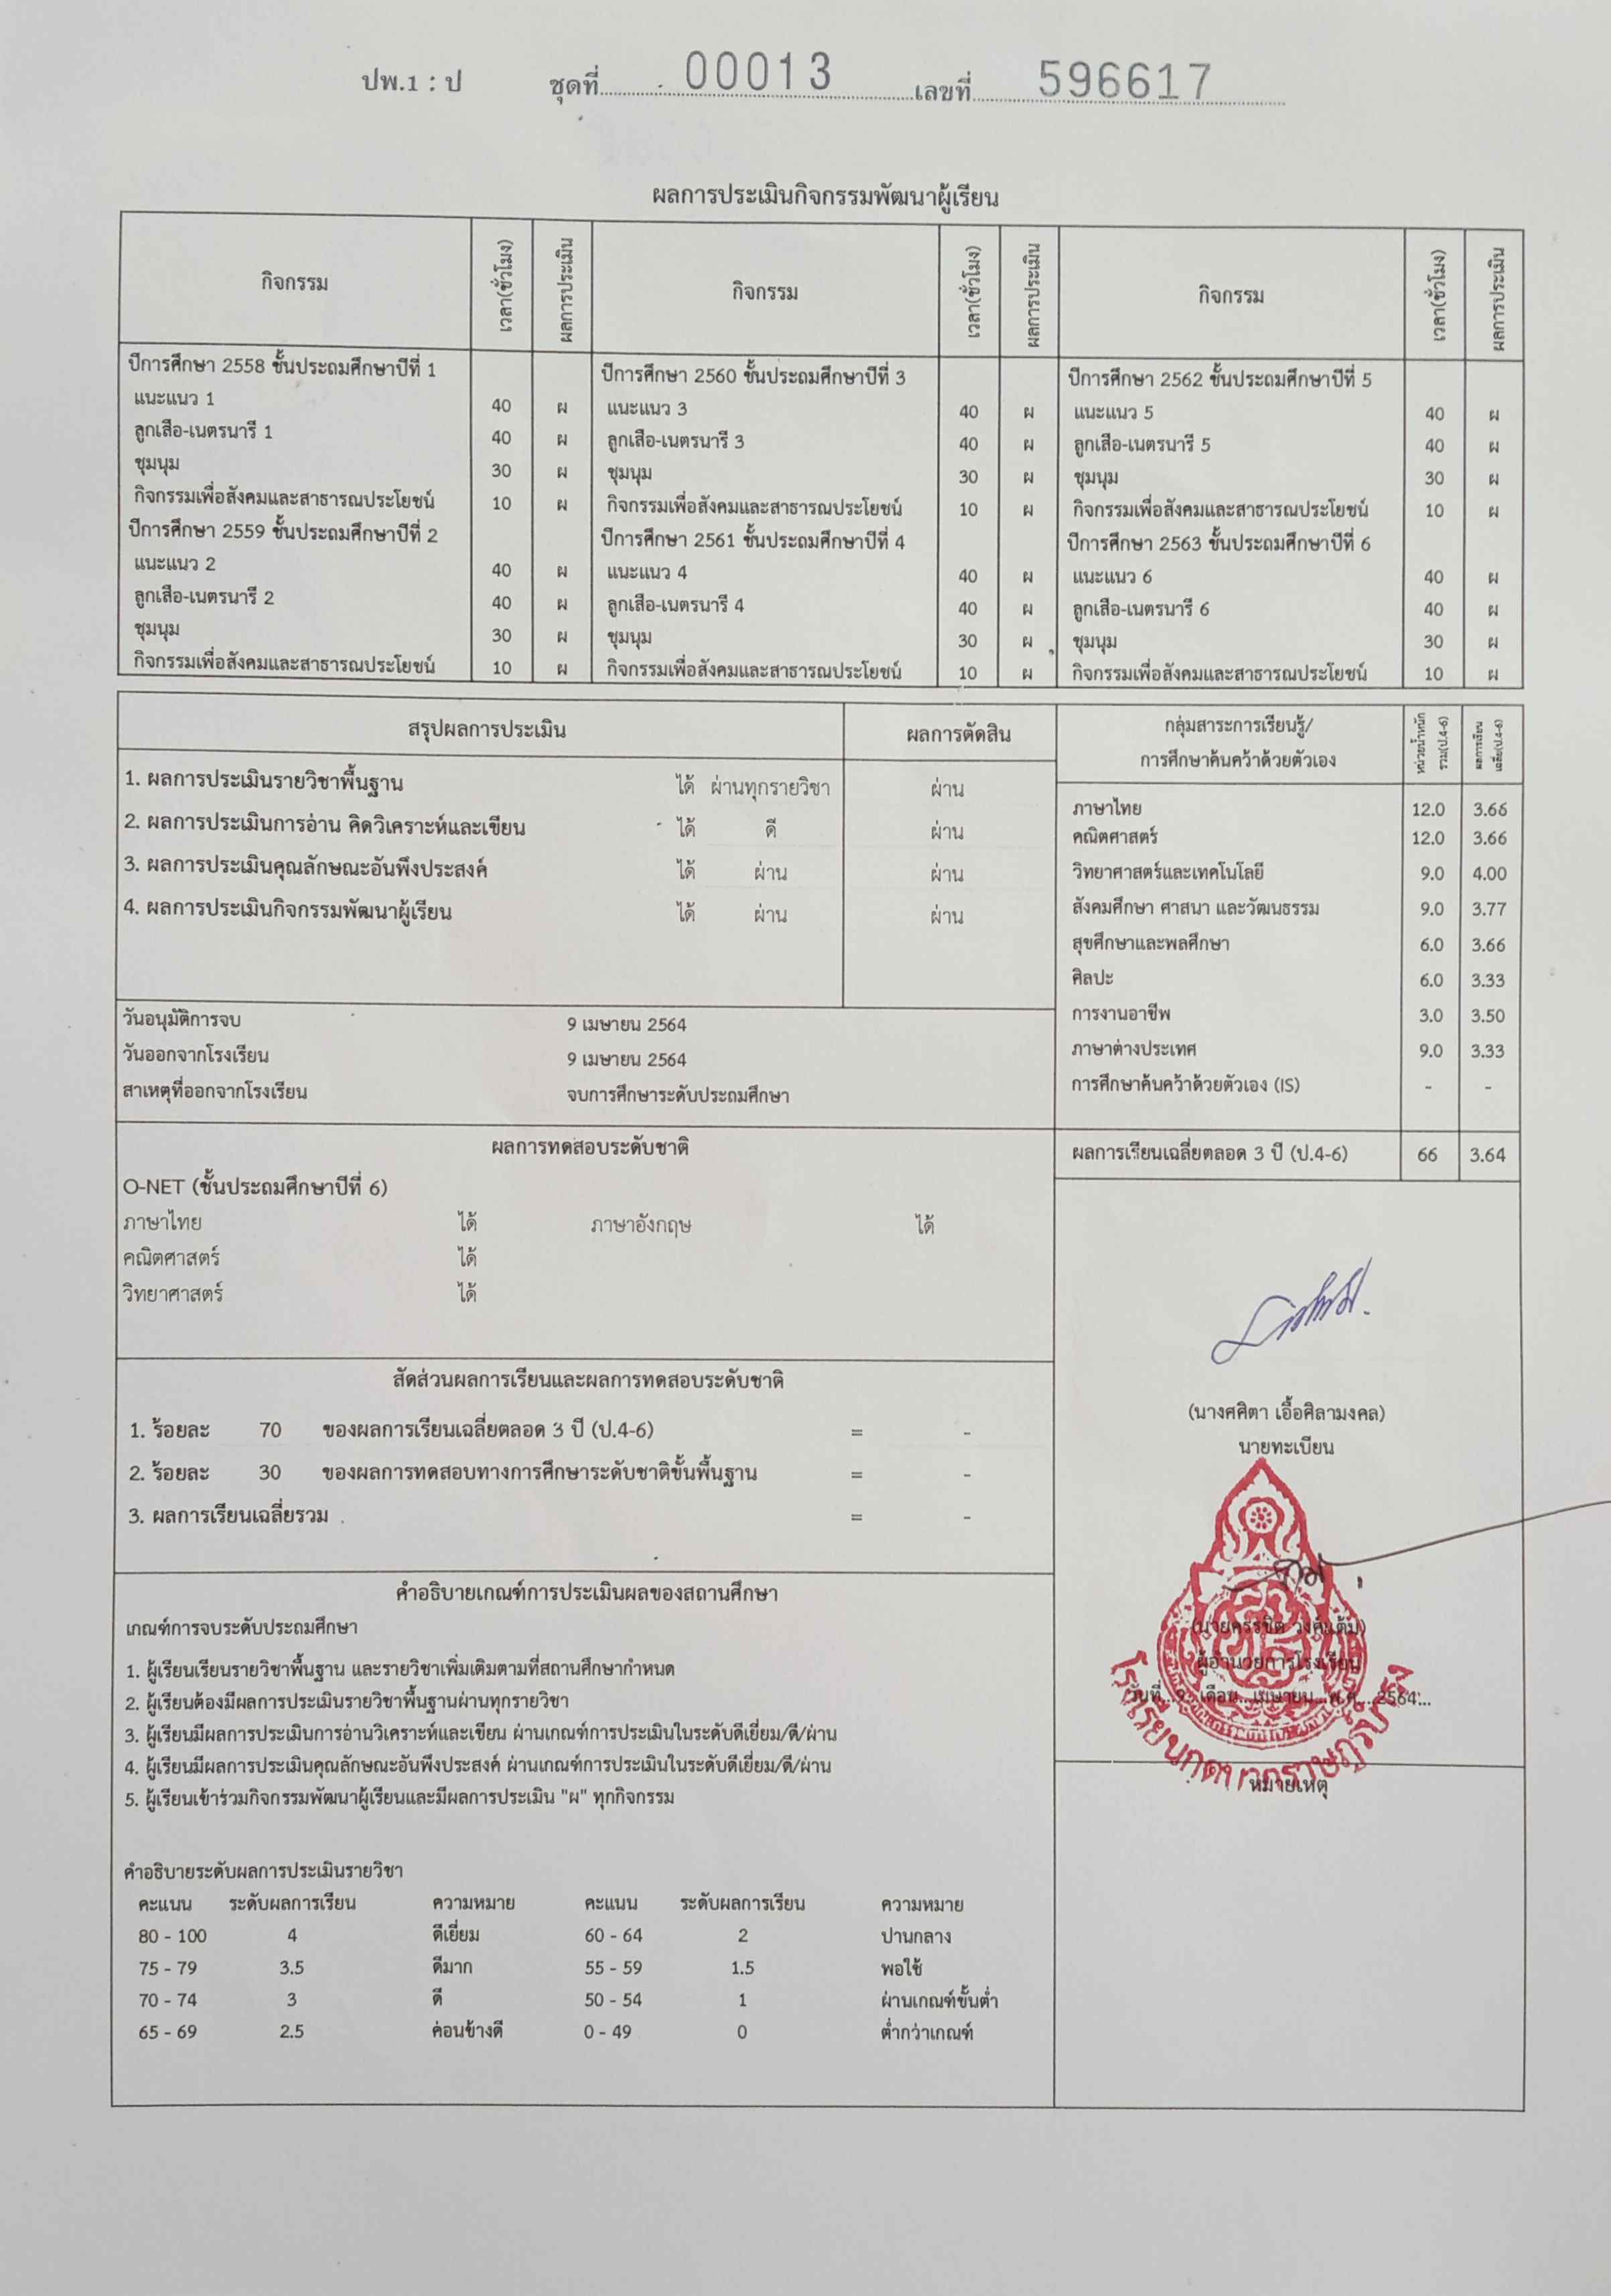 ปพ.1 : ป ชุดที่ 00013 เลขที่ 596617
ผลการประเมินกิจกรรมพัฒนาผู้เรียน
กิจกรรม เวลา(ชั่วโมง) ผลการประเมิน กิจกรรม เวลา(ชั่วโมง) ผลการประเมิน กิจกรรม เวลา(ชั่วโมง) ผลการประเมิน
ปีการศึกษา 2558 ชั้นประถมศึกษาปีที่ 1 ปีการศึกษา 2560 ชั้นประถมศึกษาปีที่ 3 ปีการศึกษา 2562 ชั้นประถมศึกษาปีที่ 5
แนะแนว 1 40 ผ แนะแนว 3 40 ผ แนะแนว 5 40 ผ
ลูกเสือ-เนตรนารี 1 40 ผ ลูกเสือ-เนตรนารี 3 40 ผ ลูกเสือ-เนตรนารี 5 40 ผ
ชุมนุม 30 ผ ชุมนุม 30 ผ ชุมนุม 30 ผ
กิจกรรมเพื่อสังคมและสาธารณประโยชน์ 10 ผ กิจกรรมเพื่อสังคมและสาธารณประโยชน์ 10 ผ กิจกรรมเพื่อสังคมและสาธารณประโยชน์ 10 ผ
ปีการศึกษา 2559 ชั้นประถมศึกษาปีที่ 2 ปีการศึกษา 2561 ชั้นประถมศึกษาปีที่ 4 ปีการศึกษา 2563 ชั้นประถมศึกษาปีที่ 6
แนะแนว 2 40 ผ แนะแนว 4 40 ผ แนะแนว 6 40 ผ
ลูกเสือ-เนตรนารี 2 40 ผ ลูกเสือ-เนตรนารี 4 40 ผ ลูกเสือ-เนตรนารี 6 40 ผ
ชุมนุม 30 ผ ชุมนุม 30 ผ ชุมนุม 30 ผ
กิจกรรมเพื่อสังคมและสาธารณประโยชน์ 10 ผ กิจกรรมเพื่อสังคมและสาธารณประโยชน์ 10 ผ กิจกรรมเพื่อสังคมและสาธารณประโยชน์ 10 ผ
สรุปผลการประเมิน ผลการตัดสิน
1. ผลการประเมินรายวิชาพื้นฐาน ได้ ผ่านทุกรายวิชา ผ่าน
2. ผลการประเมินการอ่าน คิดวิเคราะห์และเขียน ได้ ดี ผ่าน
3. ผลการประเมินคุณลักษณะอันพึงประสงค์ ได้ ผ่าน ผ่าน
4. ผลการประเมินกิจกรรมพัฒนาผู้เรียน ได้ ผ่าน ผ่าน
วันอนุมัติการจบ 9 เมษายน 2564
วันออกจากโรงเรียน 9 เมษายน 2564
สาเหตุที่ออกจากโรงเรียน จบการศึกษาระดับประถมศึกษา
กลุ่มสาระการเรียนรู้/
การศึกษาค้นคว้าด้วยตัวเอง
หน่วยน้ำหนัก
รวม(ป.4-6)
ผลการเรียน
เฉลี่ย(ป.4-6)
ภาษาไทย 12.0 3.66
คณิตศาสตร์ 12.0 3.66
วิทยาศาสตร์และเทคโนโลยี 9.0 4.00
สังคมศึกษา ศาสนา และวัฒนธรรม 9.0 3.77
สุขศึกษาและพลศึกษา 6.0 3.66
ศิลปะ 6.0 3.33
การงานอาชีพ 3.0 3.50
ภาษาต่างประเทศ 9.0 3.33
การศึกษาค้นคว้าด้วยตัวเอง (IS) - -
ผลการเรียนเฉลี่ยตลอด 3 ปี (ป.4-6) 66 3.64
ผลการทดสอบระดับชาติ
O-NET (ชั้นประถมศึกษาปีที่ 6)
ภาษาไทย ได้ ภาษาอังกฤษ ได้
คณิตศาสตร์ ได้
วิทยาศาสตร์ ได้
สัดส่วนผลการเรียนและผลการทดสอบระดับชาติ
1. ร้อยละ 70 ของผลการเรียนเฉลี่ยตลอด 3 ปี (ป.4-6) = -
2. ร้อยละ 30 ของผลการทดสอบทางการศึกษาระดับชาติขั้นพื้นฐาน = -
3. ผลการเรียนเฉลี่ยรวม = -
(นางศศิตา เอื้อศิลามงคล)
นายทะเบียน
ผู้อำนวยการโรงเรียน
วันที่...9...เดือน...เมษายน...พ.ศ....2564...
หมายเหตุ
คำอธิบายเกณฑ์การประเมินผลของสถานศึกษา
เกณฑ์การจบระดับประถมศึกษา
1. ผู้เรียนเรียนรายวิชาพื้นฐาน และรายวิชาเพิ่มเติมตามที่สถานศึกษากำหนด
2. ผู้เรียนต้องมีผลการประเมินรายวิชาพื้นฐานผ่านทุกรายวิชา
3. ผู้เรียนมีผลการประเมินการอ่านวิเคราะห์และเขียน ผ่านเกณฑ์การประเมินในระดับดีเยี่ยม/ดี/ผ่าน
4. ผู้เรียนมีผลการประเมินคุณลักษณะอันพึงประสงค์ ผ่านเกณฑ์การประเมินในระดับดีเยี่ยม/ดี/ผ่าน
5. ผู้เรียนเข้าร่วมกิจกรรมพัฒนาผู้เรียนและมีผลการประเมิน "ผ" ทุกกิจกรรม
คำอธิบายระดับผลการประเมินรายวิชา
คะแนน ระดับผลการเรียน ความหมาย คะแนน ระดับผลการเรียน ความหมาย
80 - 100 4 ดีเยี่ยม 60 - 64 2 ปานกลาง
75 - 79 3.5 ดีมาก 55 - 59 1.5 พอใช้
70 - 74 3 ดี 50 - 54 1 ผ่านเกณฑ์ขั้นต่ำ
65 - 69 2.5 ค่อนข้างดี 0 - 49 0 ต่ำกว่าเกณฑ์